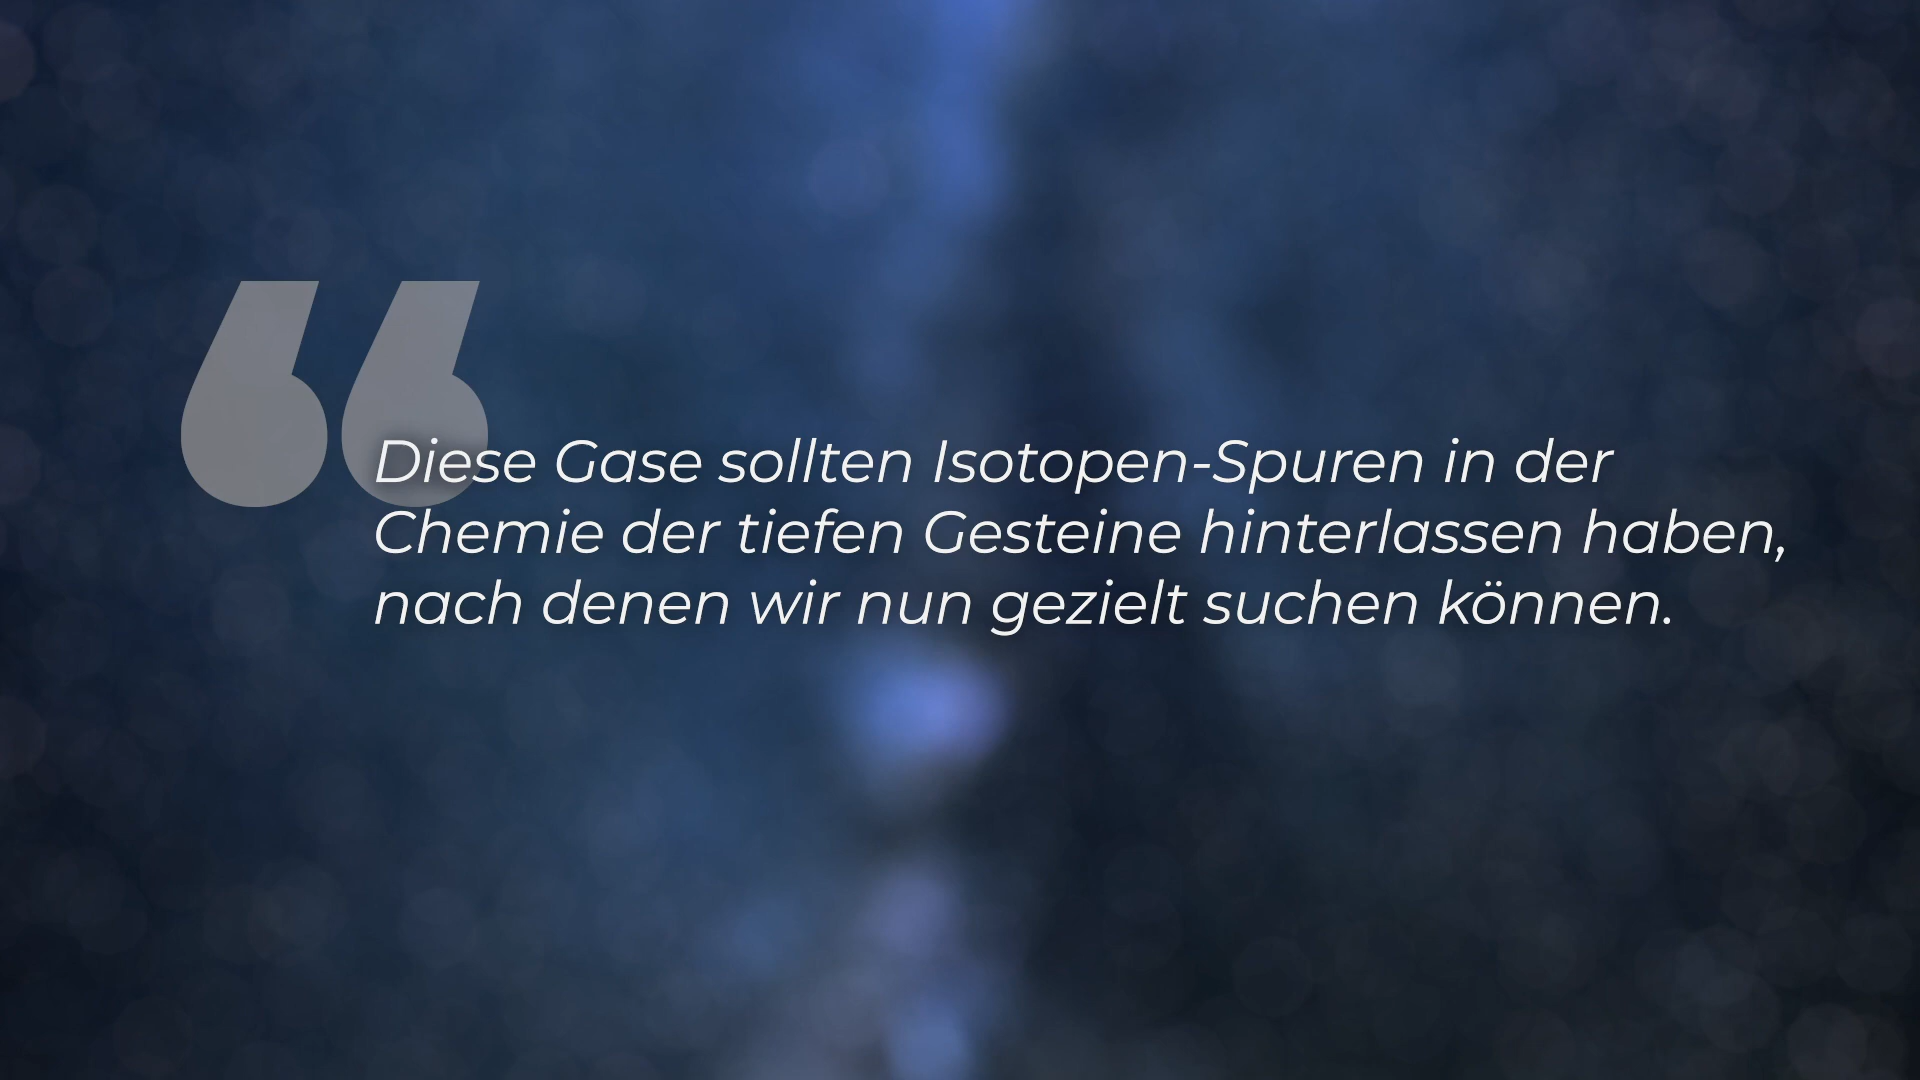 Diese Gase sollten Isotopen-Spuren in der
Chemie der tiefen Gesteine hinterlassen haben,
nach denen wir nun gezielt suchen können.